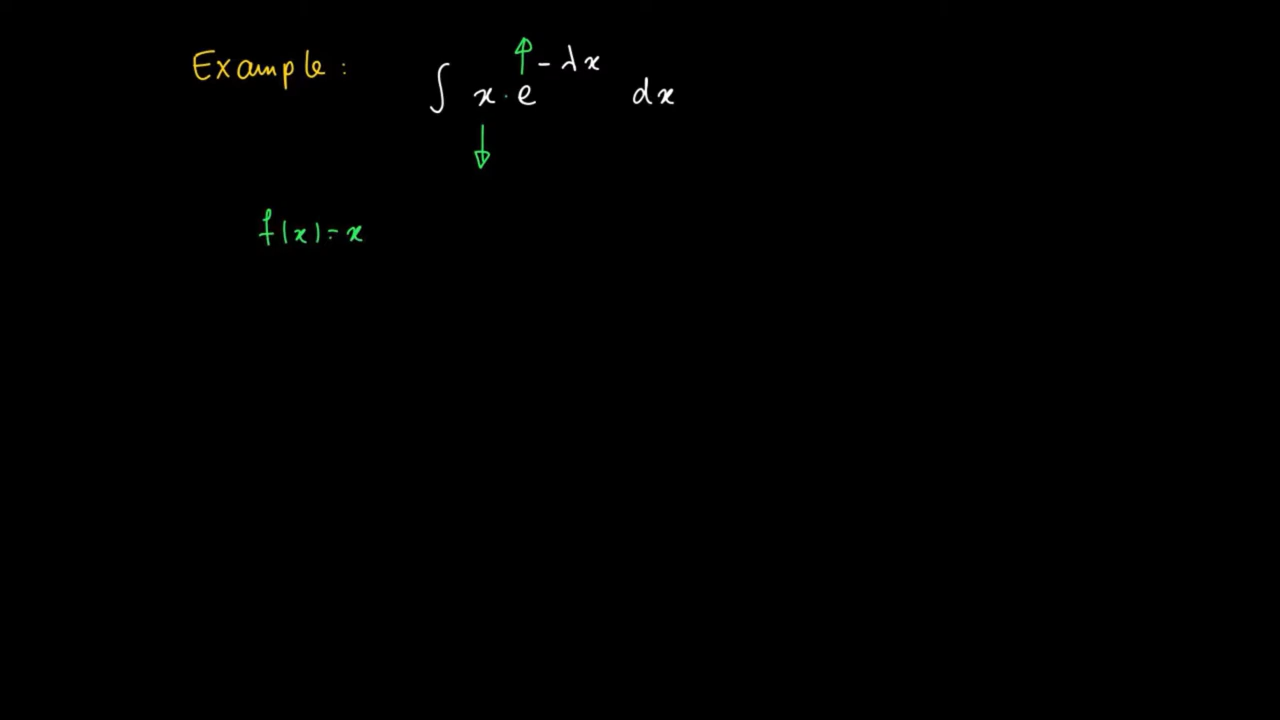 Example: ∫ x · e^{-λx} dx
f(x) = x